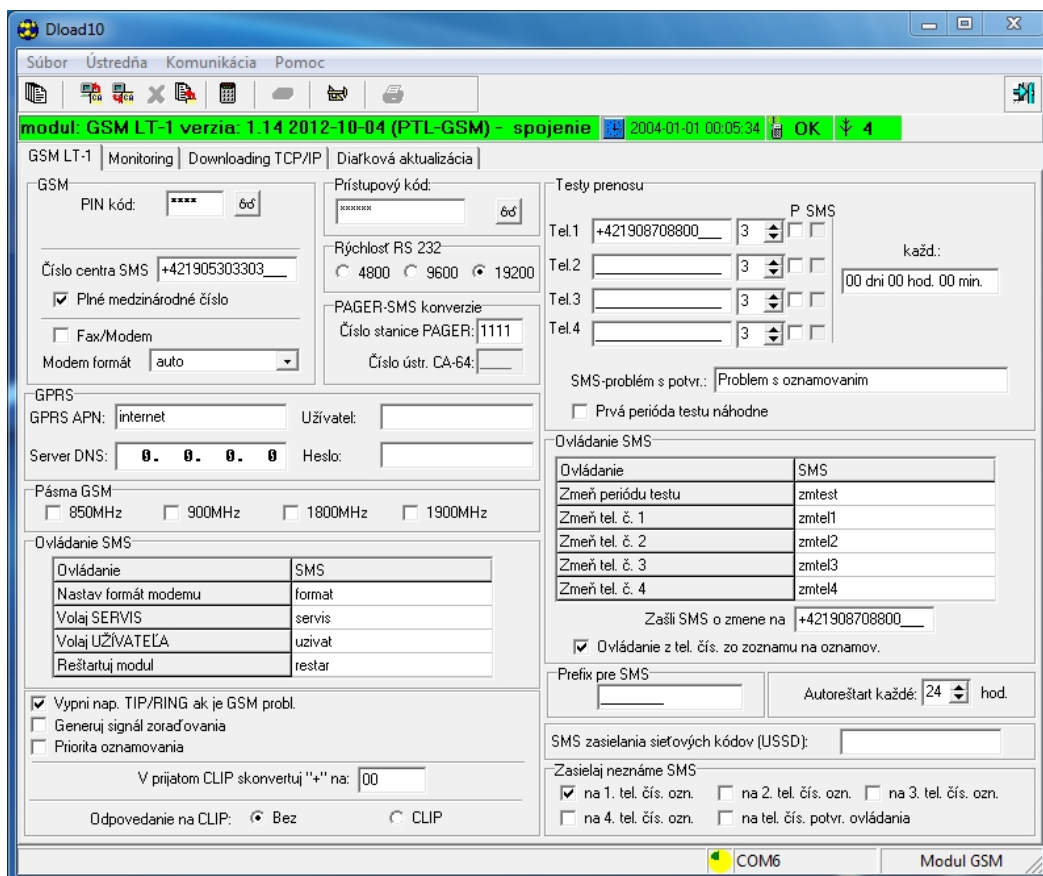 Dload10
Súbor Ústredňa Komunikácia Pomoc
modul: GSM LT-1 verzia: 1.14 2012-10-04 (PTL-GSM) - spojenie 2004-01-01 00:05:34 OK 4
GSM LT-1 Monitoring Downloading TCP/IP Diaľková aktualizácia
GSM
PIN kód: ****
Číslo centra SMS +421905303303___
Plné medzinárodné číslo
Fax/Modem
Modem formát auto
Prístupový kód:
******
Rýchlosť RS 232
4800 9600 19200
PAGER-SMS konverzie
Číslo stanice PAGER: 1111
Číslo ústr. CA-64: ____
GPRS
GPRS APN: internet Užívatel:
Server DNS: 0. 0. 0. 0 Heslo:
Pásma GSM
850MHz 900MHz 1800MHz 1900MHz
Ovládanie SMS
Ovládanie SMS
Nastav formát modemu format
Volaj SERVIS servis
Volaj UŽÍVATEĽA uzivat
Reštartuj modul restar
Vypni nap. TIP/RING ak je GSM probl.
Generuj signál zoraďovania
Priorita oznamovania
V prijatom CLIP skonvertuj "+" na: 00
Odpovedanie na CLIP: Bez CLIP
Testy prenosu
P SMS
Tel.1 +421908708800___ 3
Tel.2 ________________ 3
Tel.3 ________________ 3
Tel.4 ________________ 3
každ.:
00 dni 00 hod. 00 min.
SMS-problém s potvr.: Problem s oznamovanim
Prvá perióda testu náhodne
Ovládanie SMS
Ovládanie SMS
Zmeň periódu testu zmtest
Zmeň tel. č. 1 zmtel1
Zmeň tel. č. 2 zmtel2
Zmeň tel. č. 3 zmtel3
Zmeň tel. č. 4 zmtel4
Zašli SMS o zmene na +421908708800___
Ovládanie z tel. čís. zo zoznamu na oznamov.
Prefix pre SMS
________
Autoreštart každé: 24 hod.
SMS zasielania sieťových kódov (USSD):
Zasielaj neznáme SMS
na 1. tel. čís. ozn. na 2. tel. čís. ozn. na 3. tel. čís. ozn.
na 4. tel. čís. ozn. na tel. čís. potvr. ovládania
COM6 Modul GSM